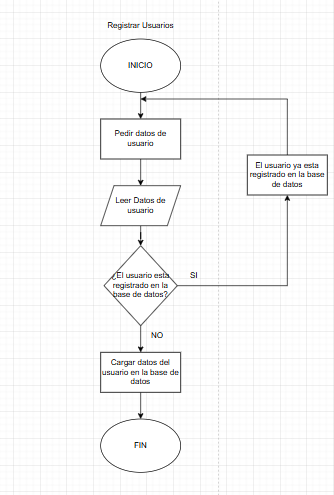 Registrar Usuarios
INICIO
Pedir datos de
usuario
El usuario ya esta
registrado en la base
de datos
Leer Datos de
usuario
¿El usuario esta
registrado en la
base de datos?
SI
NO
Cargar datos del
usuario en la base de
datos
FIN